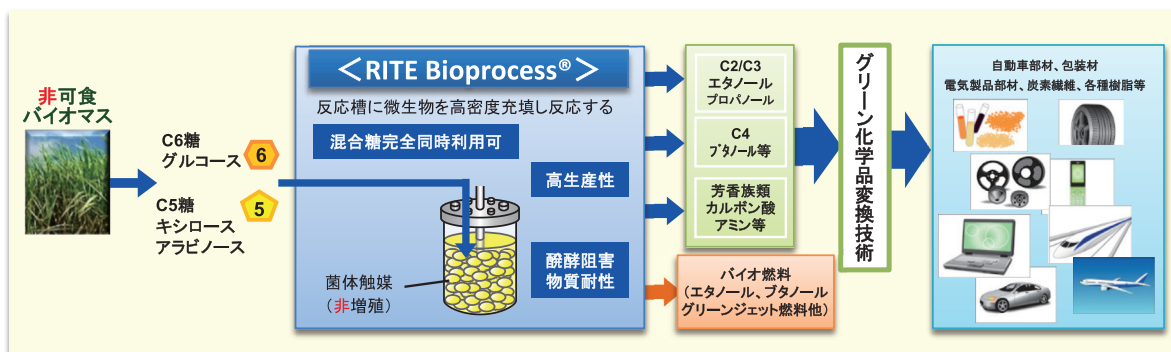 非可食
バイオマス
C6糖
グルコース
6
C5糖
キシロース
アラビノース
5
＜RITE Bioprocess®＞
反応槽に微生物を高密度充填し反応する
混合糖完全同時利用可
高生産性
醗酵阻害
物質耐性
菌体触媒
（非増殖）
C2/C3
エタノール
プロパノール
C4
ブタノール等
芳香族類
カルボン酸
アミン等
バイオ燃料
（エタノール、ブタノール
グリーンジェット燃料他）
グリーン化学品変換技術
自動車部材、包装材
電気製品部材、炭素繊維、各種樹脂等